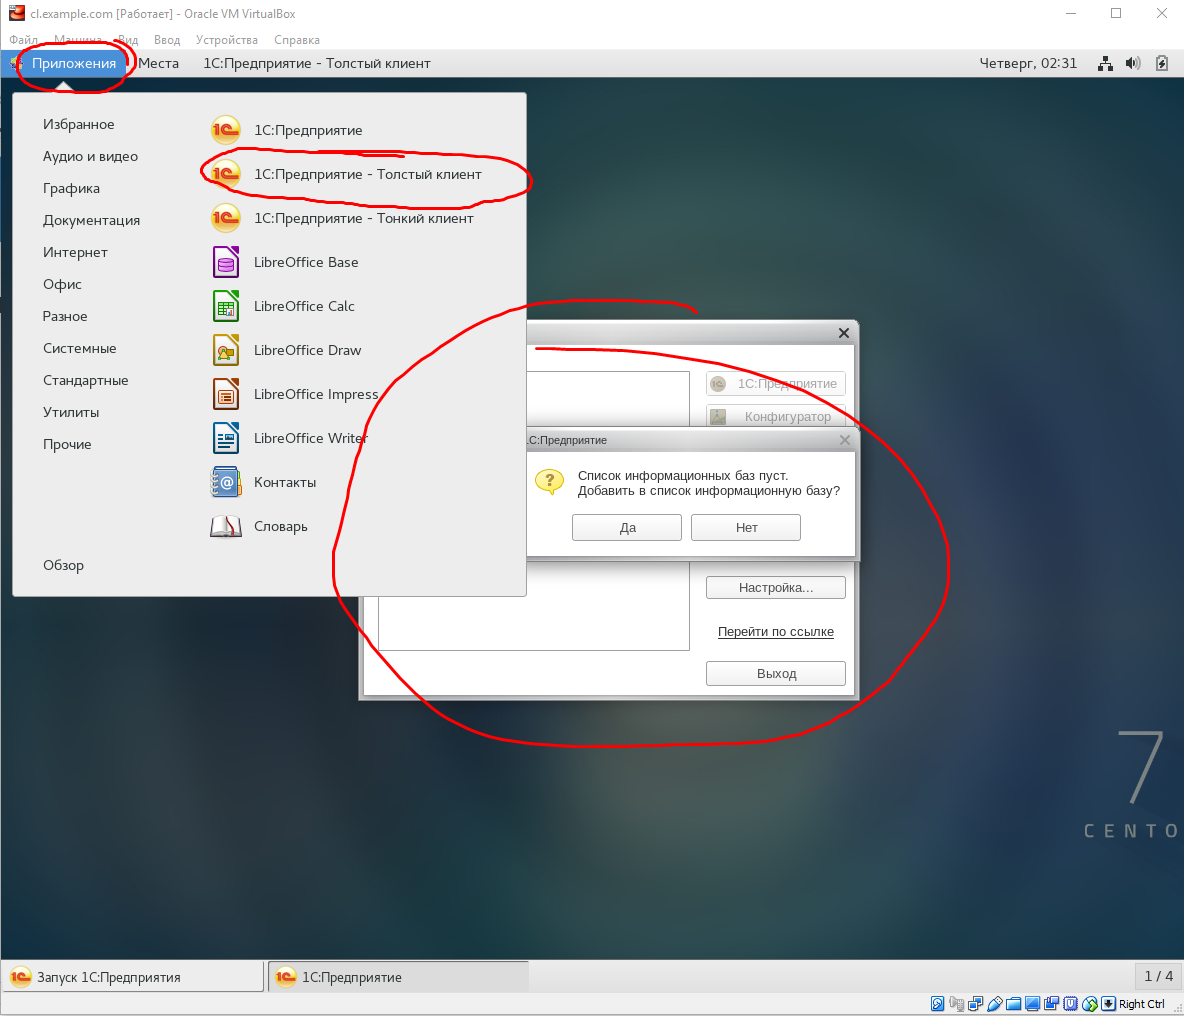 cl.example.com [Работает] - Oracle VM VirtualBox
Файл Машина Вид Ввод Устройства Справка
Приложения Места 1С:Предприятие - Толстый клиент Четверг, 02:31
Избранное
Аудио и видео
Графика
Документация
Интернет
Офис
Разное
Системные
Стандартные
Утилиты
Прочие
Обзор
1С:Предприятие
1С:Предприятие - Толстый клиент
1С:Предприятие - Тонкий клиент
LibreOffice Base
LibreOffice Calc
LibreOffice Draw
LibreOffice Impress
LibreOffice Writer
Контакты
Словарь
1С:Предприятие
Конфигуратор
1С:Предприятие
Список информационных баз пуст.
Добавить в список информационную базу?
Да Нет
Настройка...
Перейти по ссылке
Выход
7
CENTO
Запуск 1С:Предприятия 1С:Предприятие 1 / 4
Right Ctrl